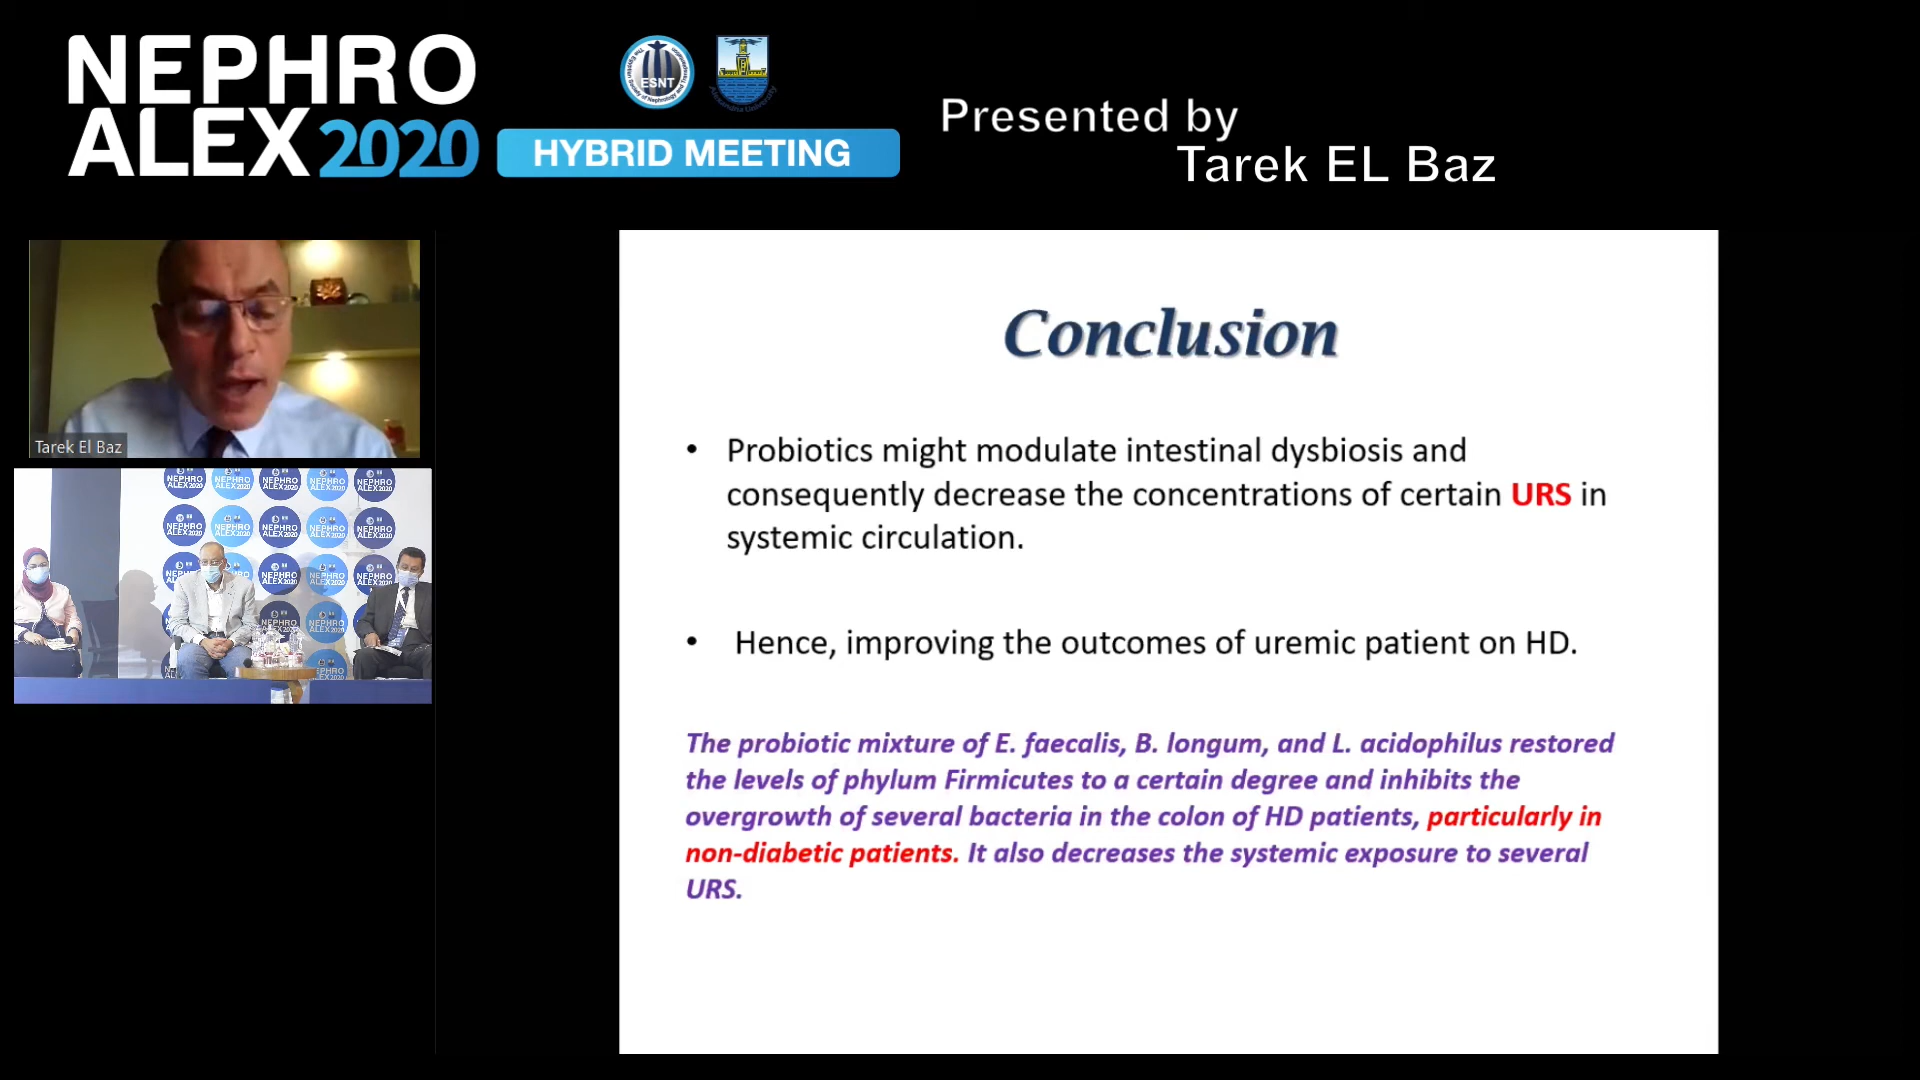 NEPHRO
ALEX 2020
ESNT
HYBRID MEETING
Presented by
Tarek EL Baz
Tarek El Baz
NEPHRO
ALEX2020
Conclusion
• Probiotics might modulate intestinal dysbiosis and
consequently decrease the concentrations of certain URS in
systemic circulation.
• Hence, improving the outcomes of uremic patient on HD.
The probiotic mixture of E. faecalis, B. longum, and L. acidophilus restored
the levels of phylum Firmicutes to a certain degree and inhibits the
overgrowth of several bacteria in the colon of HD patients, particularly in
non-diabetic patients. It also decreases the systemic exposure to several
URS.